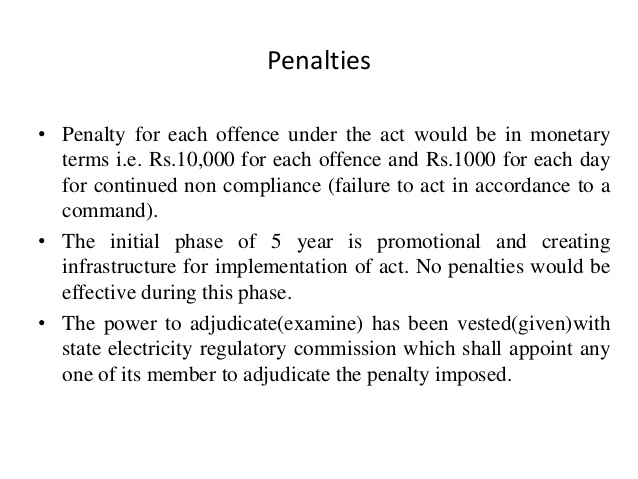 Penalties
• Penalty for each offence under the act would be in monetary
terms i.e. Rs.10,000 for each offence and Rs.1000 for each day
for continued non compliance (failure to act in accordance to a
command).
• The initial phase of 5 year is promotional and creating
infrastructure for implementation of act. No penalties would be
effective during this phase.
• The power to adjudicate(examine) has been vested(given)with
state electricity regulatory commission which shall appoint any
one of its member to adjudicate the penalty imposed.